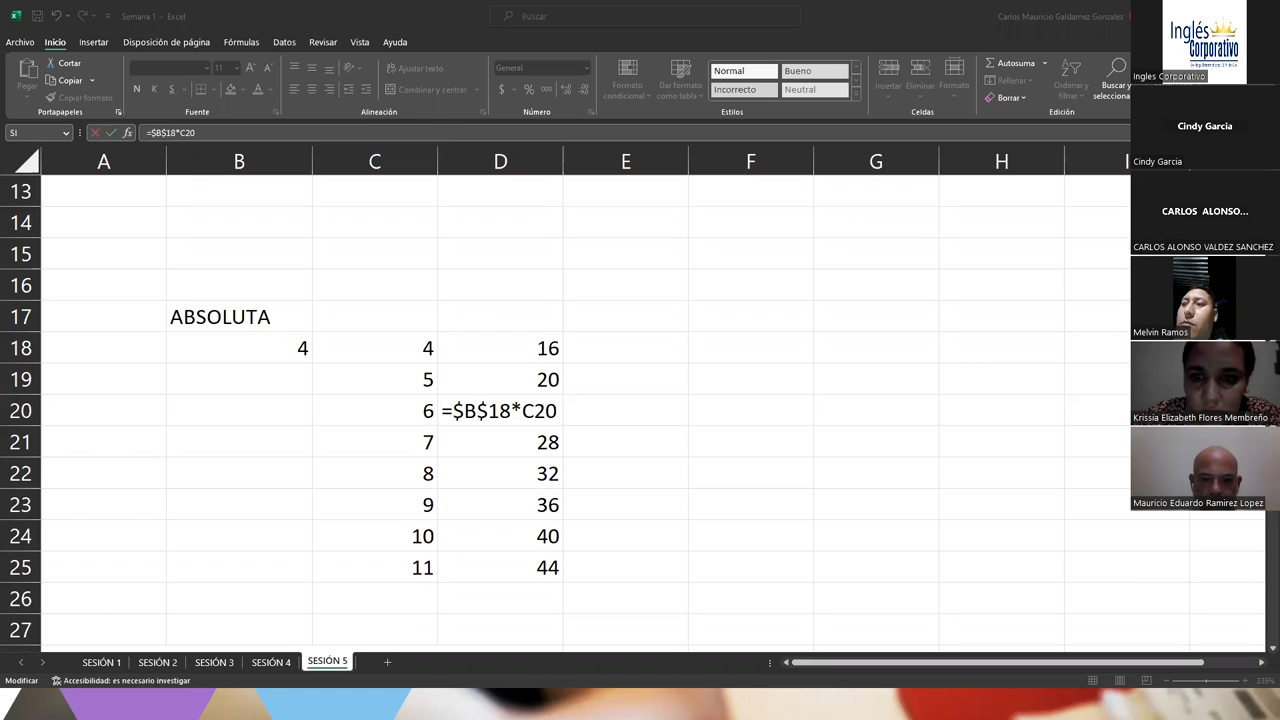 Semana 1 - Excel
Buscar
Carlos Mauricio Galdamez Gonzalez
Archivo Inicio Insertar Disposición de página Fórmulas Datos Revisar Vista Ayuda
Pegar
Cortar
Copiar
Copiar formato
Portapapeles
11
N K S
Fuente
Ajustar texto
Combinar y centrar
Alineación
General
$ % 000
Número
Formato condicional
Dar formato como tabla
Normal
Bueno
Incorrecto
Neutral
Estilos
Insertar
Eliminar
Formato
Celdas
Autosuma
Rellenar
Borrar
Ordenar y filtrar
Buscar y selecciona
Edición
SI
fx
=$B$18*C20
A B C D E F G H I
13
14
15
16
17 ABSOLUTA
18 4 4 16
19 5 20
20 6 =$B$18*C20
21 7 28
22 8 32
23 9 36
24 10 40
25 11 44
26
27
SESIÓN 1 SESIÓN 2 SESIÓN 3 SESIÓN 4 SESIÓN 5
Modificar
Accesibilidad: es necesario investigar
235%
Inglés
Corporativo
Ingles Corporativo
Cindy Garcia
Cindy Garcia
CARLOS ALONSO...
CARLOS ALONSO VALDEZ SANCHEZ
Melvin Ramos
Krissia Elizabeth Flores Membreño
Mauricio Eduardo Ramirez Lopez